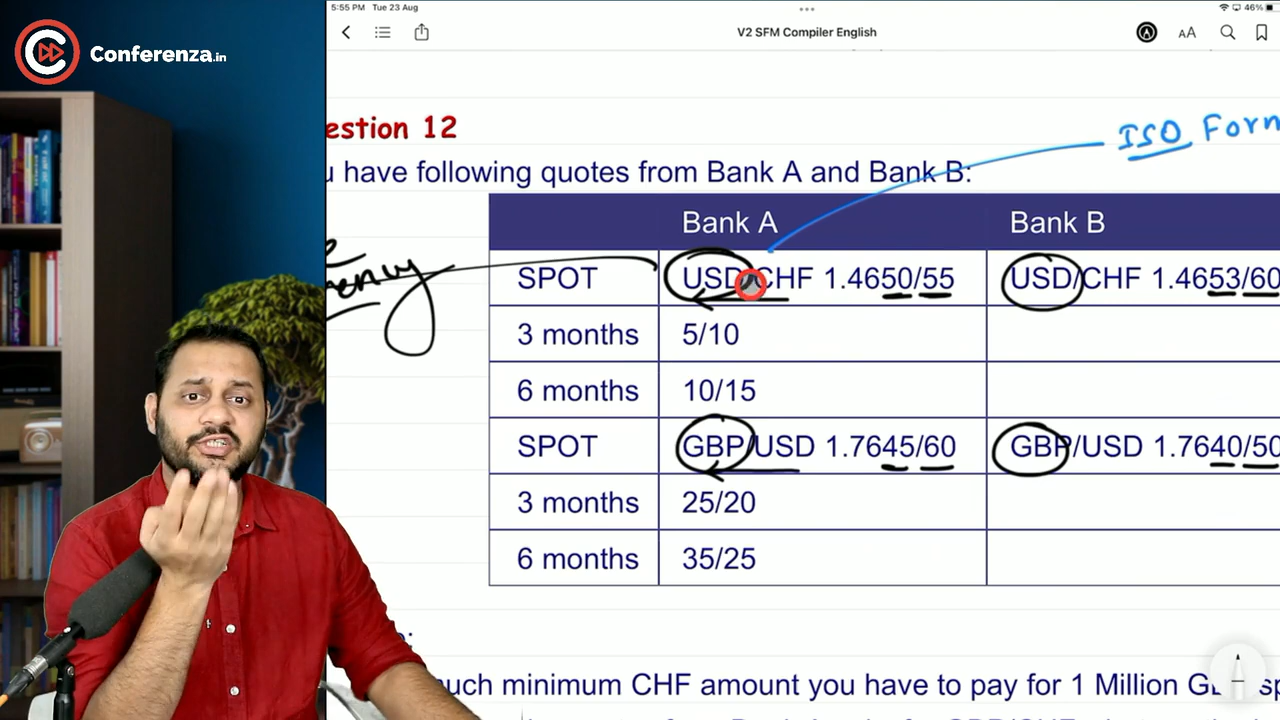 Conferenza.in
5:55 PM Tue 23 Aug
46%
V2 SFM Compiler English
AA
estion 12
ISO Form
u have following quotes from Bank A and Bank B:
Bank A Bank B
SPOT USD/CHF 1.4650/55 USD/CHF 1.4653/60
3 months 5/10
6 months 10/15
SPOT GBP/USD 1.7645/60 GBP/USD 1.7640/50
3 months 25/20
6 months 35/25
uch minimum CHF amount you have to pay for 1 Million G